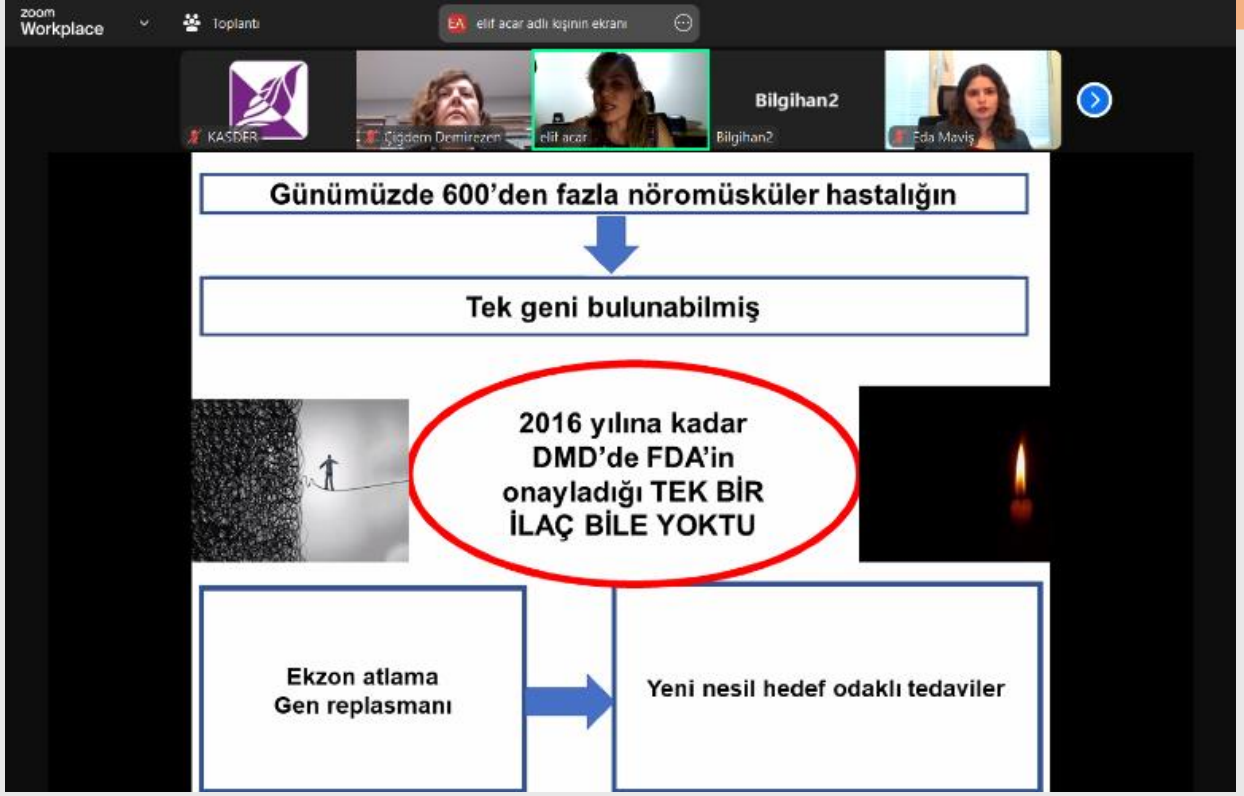 zoom
Workplace
Toplantı
EA elif acar adlı kişinin ekranı
KASDER
Çiğdem Demirezen
elif acar
Bilgihan2
Bilgihan2
Eda Maviş
Günümüzde 600'den fazla nöromüsküler hastalığın
Tek geni bulunabilmiş
2016 yılına kadar
DMD'de FDA'in
onayladığı TEK BİR
İLAÇ BİLE YOKTU
Ekzon atlama
Gen replasmanı
Yeni nesil hedef odaklı tedaviler